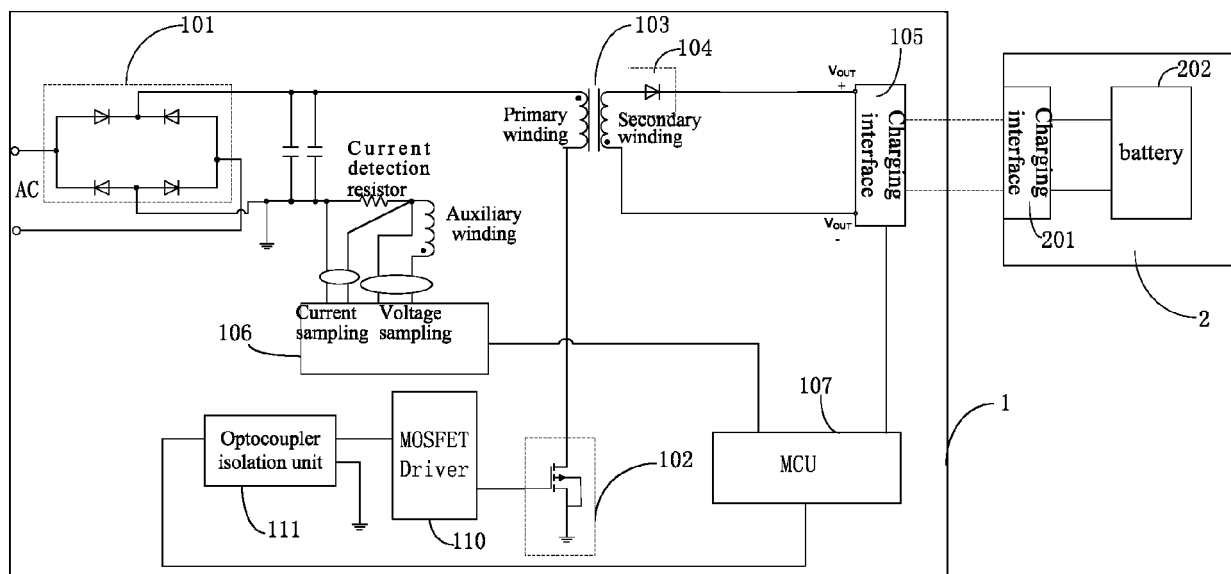 101
103
104
105
202
V_OUT
+
Primary
winding
Secondary
winding
Charging
interface
Charging
interface
battery
AC
Current
detection
resistor
Auxiliary
winding
V_OUT
-
201
2
Current
sampling
Voltage
sampling
106
107
1
Optocoupler
isolation unit
MOSFET
Driver
102
MCU
111
110